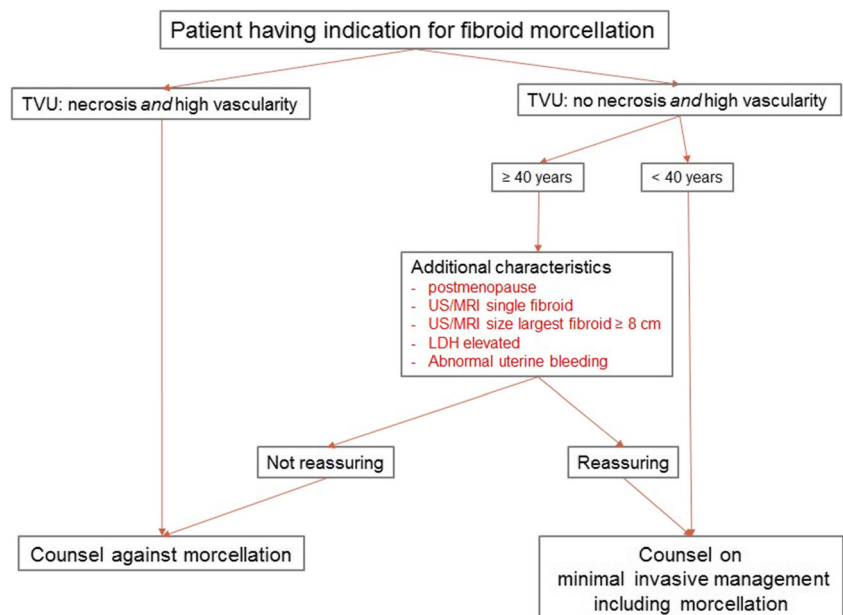 Patient having indication for fibroid morcellation
TVU: necrosis and high vascularity
TVU: no necrosis and high vascularity
≥ 40 years
< 40 years
Additional characteristics
- postmenopause
- US/MRI single fibroid
- US/MRI size largest fibroid ≥ 8 cm
- LDH elevated
- Abnormal uterine bleeding
Not reassuring
Reassuring
Counsel against morcellation
Counsel on
minimal invasive management
including morcellation